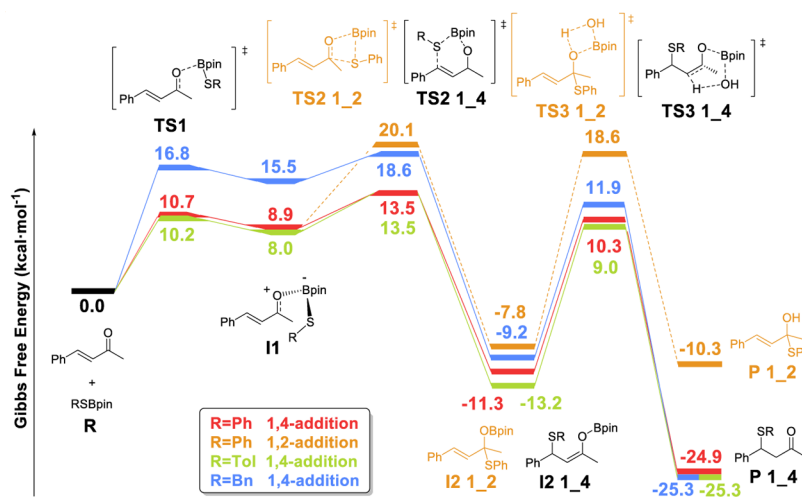 ‡
‡
‡
‡
‡
O
Bpin
SR
Ph
TS1
O
Bpin
Ph
S
Ph
TS2 1_2
S
R
Bpin
O
Ph
TS2 1_4
H
OH
O
Bpin
Ph
SPh
TS3 1_2
SR
O
Bpin
Ph
H
OH
TS3 1_4
Gibbs Free Energy (kcal·mol-1)
0.0
16.8
10.7
10.2
15.5
8.9
8.0
20.1
18.6
13.5
13.5
-7.8
-9.2
-11.3
-13.2
18.6
11.9
10.3
9.0
-10.3
-24.9
-25.3
-25.3
O
Ph
+
RSBpin
R
+
-
O
Bpin
Ph
S
R
I1
OBpin
Ph
SPh
I2 1_2
SR
OBpin
Ph
I2 1_4
OH
Ph
SP
P 1_2
SR
O
Ph
P 1_4
R=Ph 1,4-addition
R=Ph 1,2-addition
R=Tol 1,4-addition
R=Bn 1,4-addition